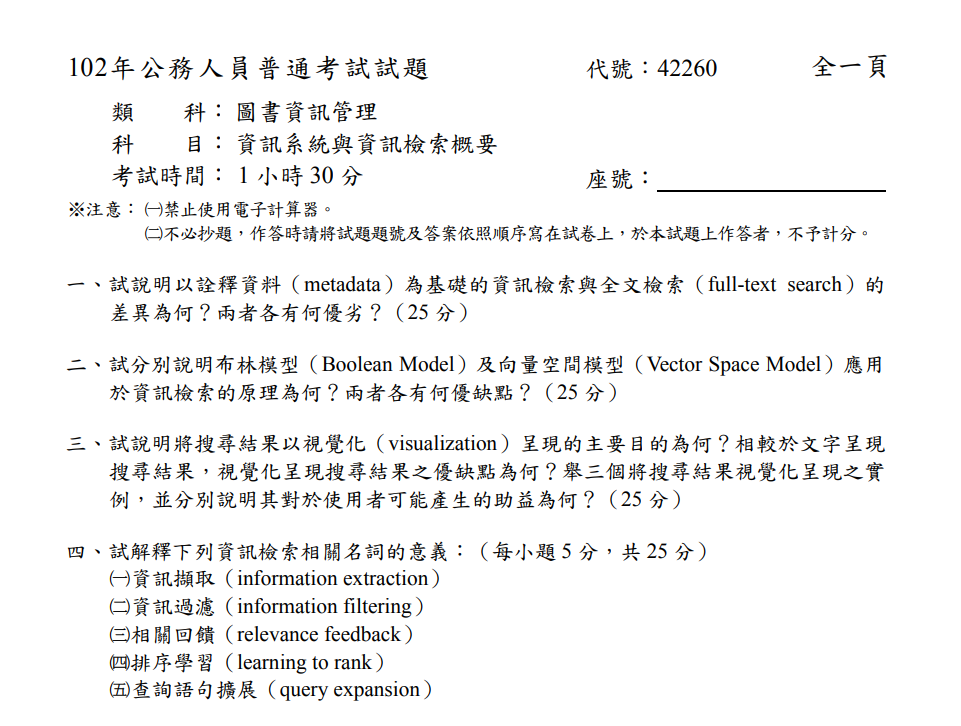 102年公務人員普通考試試題 代號：42260 全一頁
類 科：圖書資訊管理
科 目：資訊系統與資訊檢索概要
考試時間：1 小時 30 分 座號：
※注意：㈠禁止使用電子計算器。
㈡不必抄題，作答時請將試題題號及答案依照順序寫在試卷上，於本試題上作答者，不予計分。
一、試說明以詮釋資料（metadata）為基礎的資訊檢索與全文檢索（full-text search）的
差異為何？兩者各有何優劣？（25 分）
二、試分別說明布林模型（Boolean Model）及向量空間模型（Vector Space Model）應用
於資訊檢索的原理為何？兩者各有何優缺點？（25 分）
三、試說明將搜尋結果以視覺化（visualization）呈現的主要目的為何？相較於文字呈現
搜尋結果，視覺化呈現搜尋結果之優缺點為何？舉三個將搜尋結果視覺化呈現之實
例，並分別說明其對於使用者可能產生的助益為何？（25 分）
四、試解釋下列資訊檢索相關名詞的意義：（每小題 5 分，共 25 分）
㈠資訊擷取（information extraction）
㈡資訊過濾（information filtering）
㈢相關回饋（relevance feedback）
㈣排序學習（learning to rank）
㈤查詢語句擴展（query expansion）